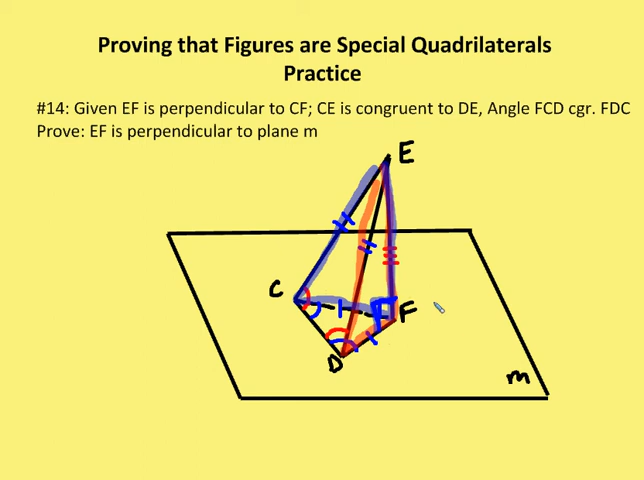 Proving that Figures are Special Quadrilaterals
Practice
#14: Given EF is perpendicular to CF; CE is congruent to DE, Angle FCD cgr. FDC
Prove: EF is perpendicular to plane m
E
C
F
D
m